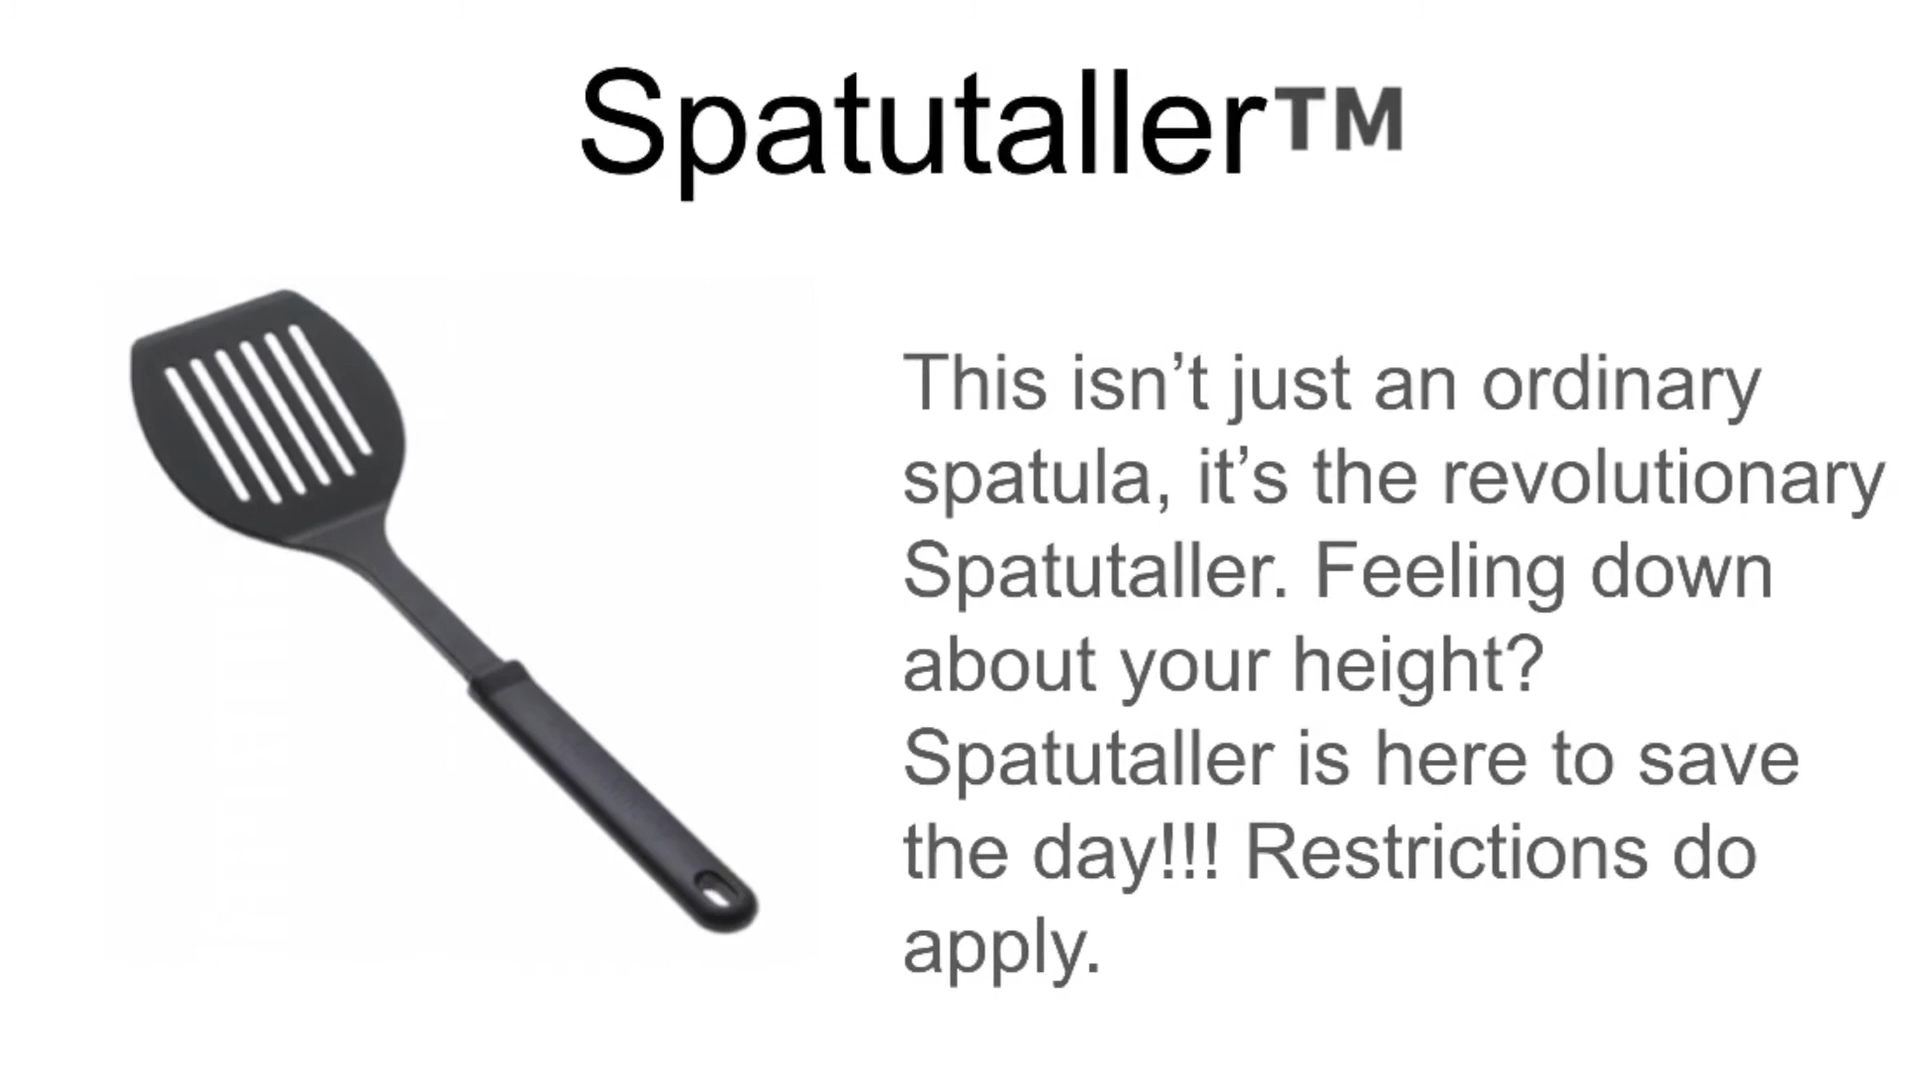 Spatutaller™
This isn’t just an ordinary
spatula, it’s the revolutionary
Spatutaller. Feeling down
about your height?
Spatutaller is here to save
the day!!! Restrictions do
apply.